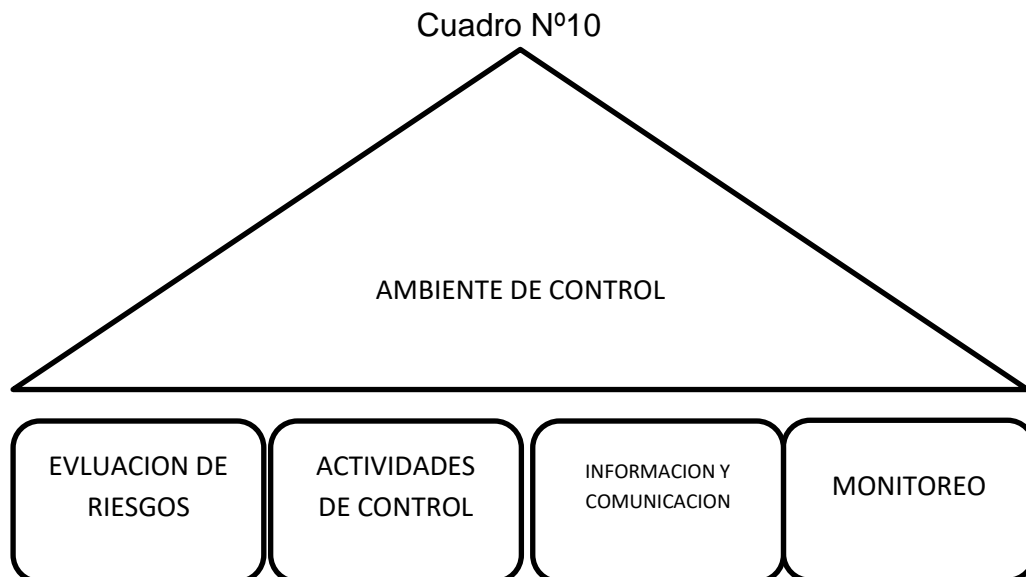 Cuadro Nº10
AMBIENTE DE CONTROL
EVLUACION DE
RIESGOS
ACTIVIDADES
DE CONTROL
INFORMACION Y
COMUNICACION
MONITOREO